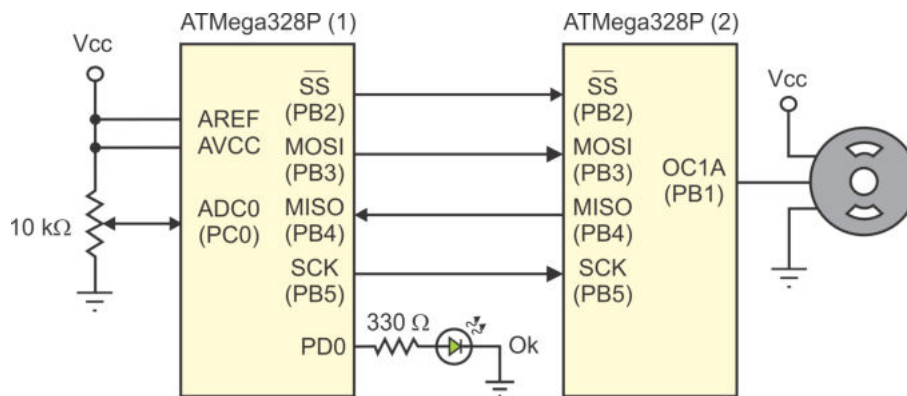 ATMega328P (1)
ATMega328P (2)
Vcc
Vcc
AREF
AVCC
ADC0
(PC0)
10 kΩ
SS
(PB2)
MOSI
(PB3)
MISO
(PB4)
SCK
(PB5)
PD0
330 Ω
Ok
SS
(PB2)
MOSI
(PB3)
MISO
(PB4)
SCK
(PB5)
OC1A
(PB1)